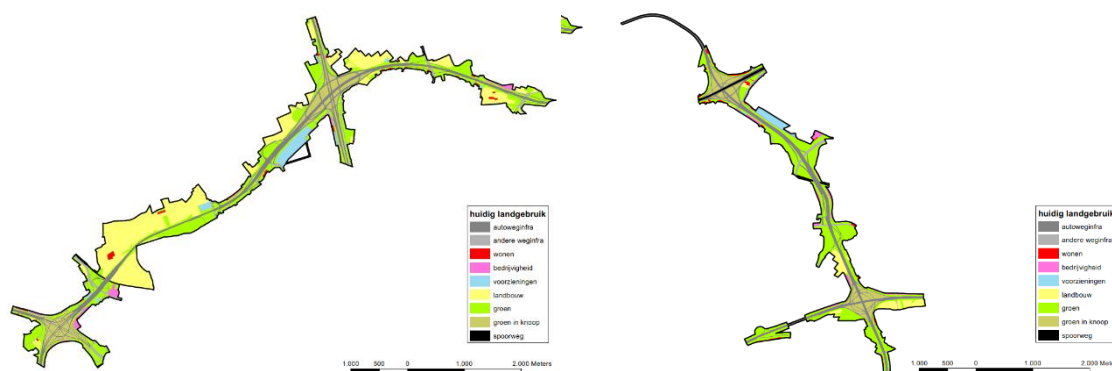 huidig landgebruik
autoweginfra
andere weginfra
wonen
bedrijvigheid
voorzieningen
landbouw
groen
groen in knoop
spoorweg
1.000 500 0 1.000 2.000 Meters
huidig landgebruik
autoweginfra
andere weginfra
wonen
bedrijvigheid
voorzieningen
landbouw
groen
groen in knoop
spoorweg
1.000 500 0 1.000 2.000 Meters